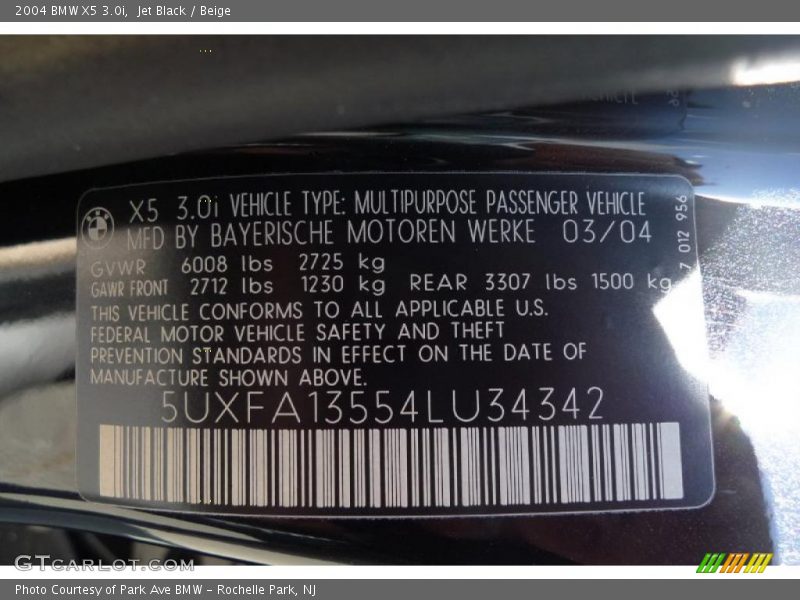 2004 BMW X5 3.0i, Jet Black / Beige
X5 3.0i VEHICLE TYPE: MULTIPURPOSE PASSENGER VEHICLE
MFD BY BAYERISCHE MOTOREN WERKE 03/04
GVWR 6008 lbs 2725 kg
GAWR FRONT 2712 lbs 1230 kg REAR 3307 lbs 1500 kg
THIS VEHICLE CONFORMS TO ALL APPLICABLE U.S.
FEDERAL MOTOR VEHICLE SAFETY AND THEFT
PREVENTION STANDARDS IN EFFECT ON THE DATE OF
MANUFACTURE SHOWN ABOVE.
5UXFA13554LU34342
7 012 956
GTCARLOT.COM
Photo Courtesy of Park Ave BMW - Rochelle Park, NJ